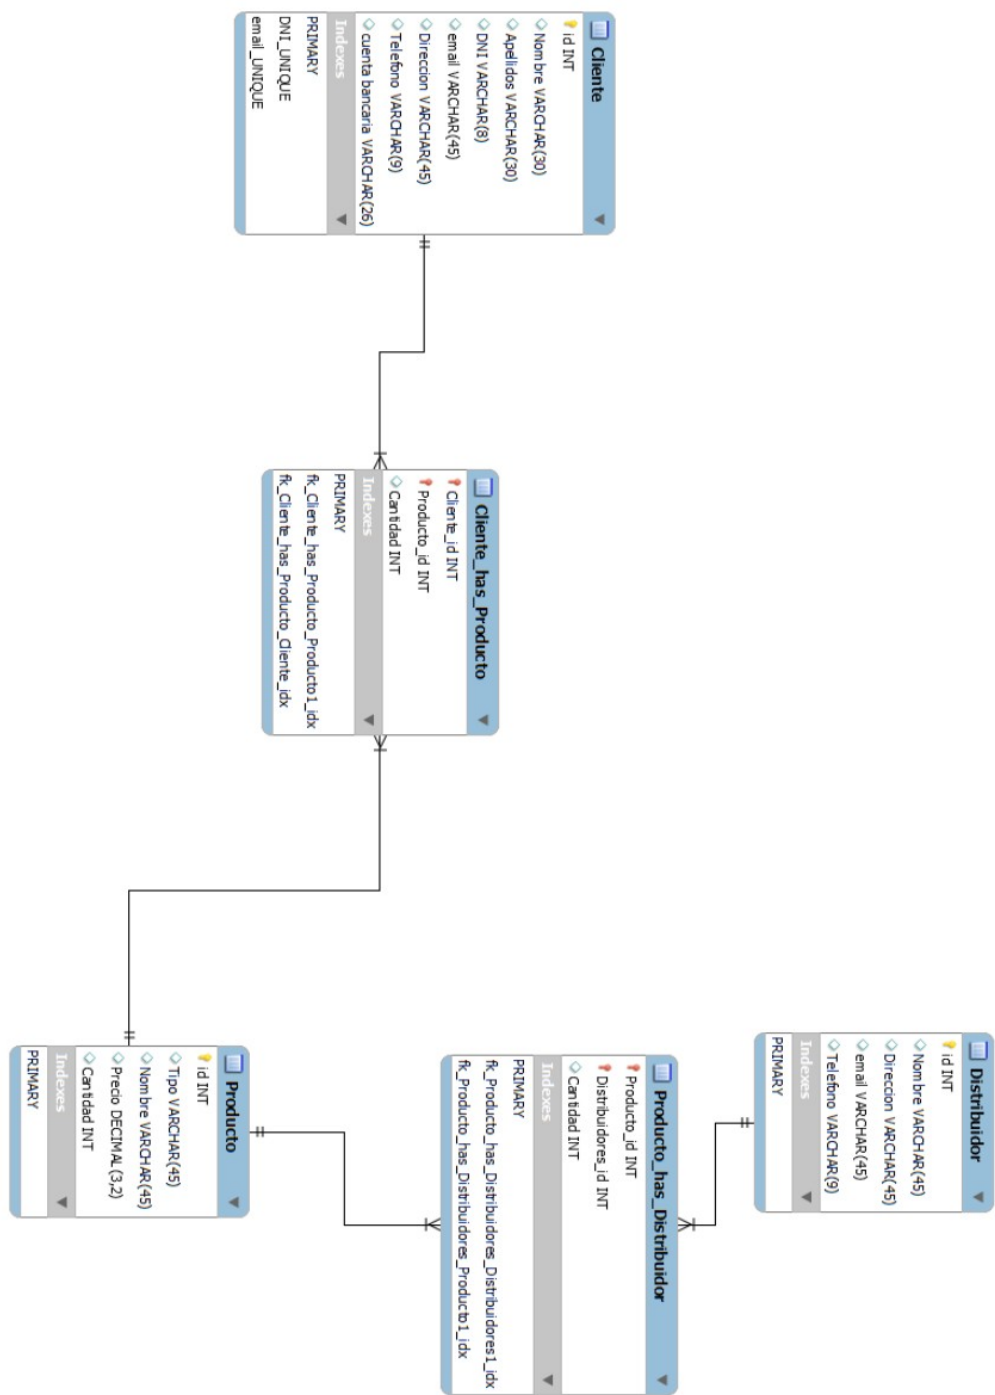 Cliente
id INT
Nombre VARCHAR(30)
Apellidos VARCHAR(30)
DNI VARCHAR(8)
email VARCHAR(45)
Direccion VARCHAR(45)
Telefono VARCHAR(9)
cuenta bancaria VARCHAR(26)
Indexes
PRIMARY
DNI_UNIQUE
email_UNIQUE
Cliente_has_Producto
Cliente_id INT
Producto_id INT
Cantidad INT
Indexes
PRIMARY
fk_Cliente_has_Producto_Producto1_idx
fk_Cliente_has_Producto_Cliente_idx
Distribuidor
id INT
Nombre VARCHAR(45)
Direccion VARCHAR(45)
email VARCHAR(45)
Telefono VARCHAR(9)
Indexes
PRIMARY
Producto_has_Distribuidor
Producto_id INT
Distribuidores_id INT
Cantidad INT
Indexes
PRIMARY
fk_Producto_has_Distribuidores_Distribuidores1_idx
fk_Producto_has_Distribuidores_Producto1_idx
Producto
id INT
Tipo VARCHAR(45)
Nombre VARCHAR(45)
Precio DECIMAL(3,2)
Cantidad INT
Indexes
PRIMARY